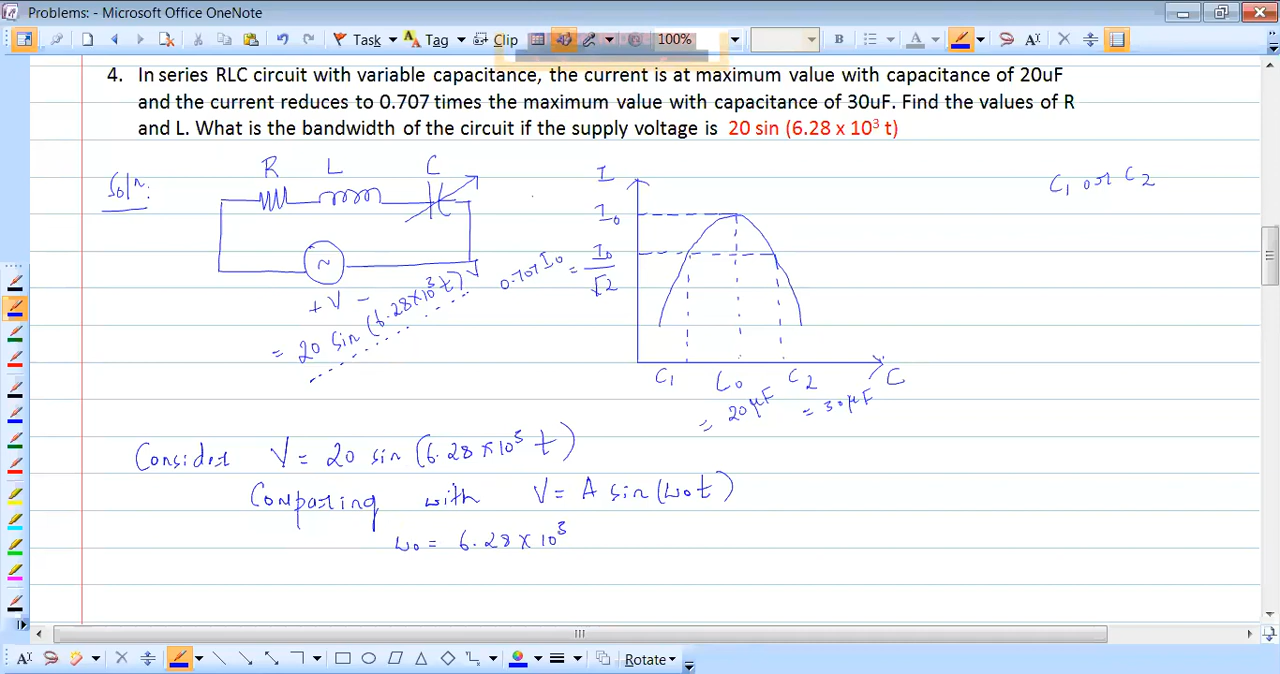 Problems: - Microsoft Office OneNote
Task Tag Clip 100% B A A
4. In series RLC circuit with variable capacitance, the current is at maximum value with capacitance of 20uF
and the current reduces to 0.707 times the maximum value with capacitance of 30uF. Find the values of R
and L. What is the bandwidth of the circuit if the supply voltage is 20 sin (6.28 x 10³ t)
Soln:
R L C
~
+ V -
= 20 sin (6.28×10³ t) V
I
I₀
0.707 I₀ = I₀/√2
C₁ C₀ C₂ C
= 20 μF = 30 μF
C₁ or C₂
Consider V = 20 sin (6.28 × 10³ t)
Comparing with V = A sin (ω₀t)
ω₀ = 6.28 × 10³
A Rotate